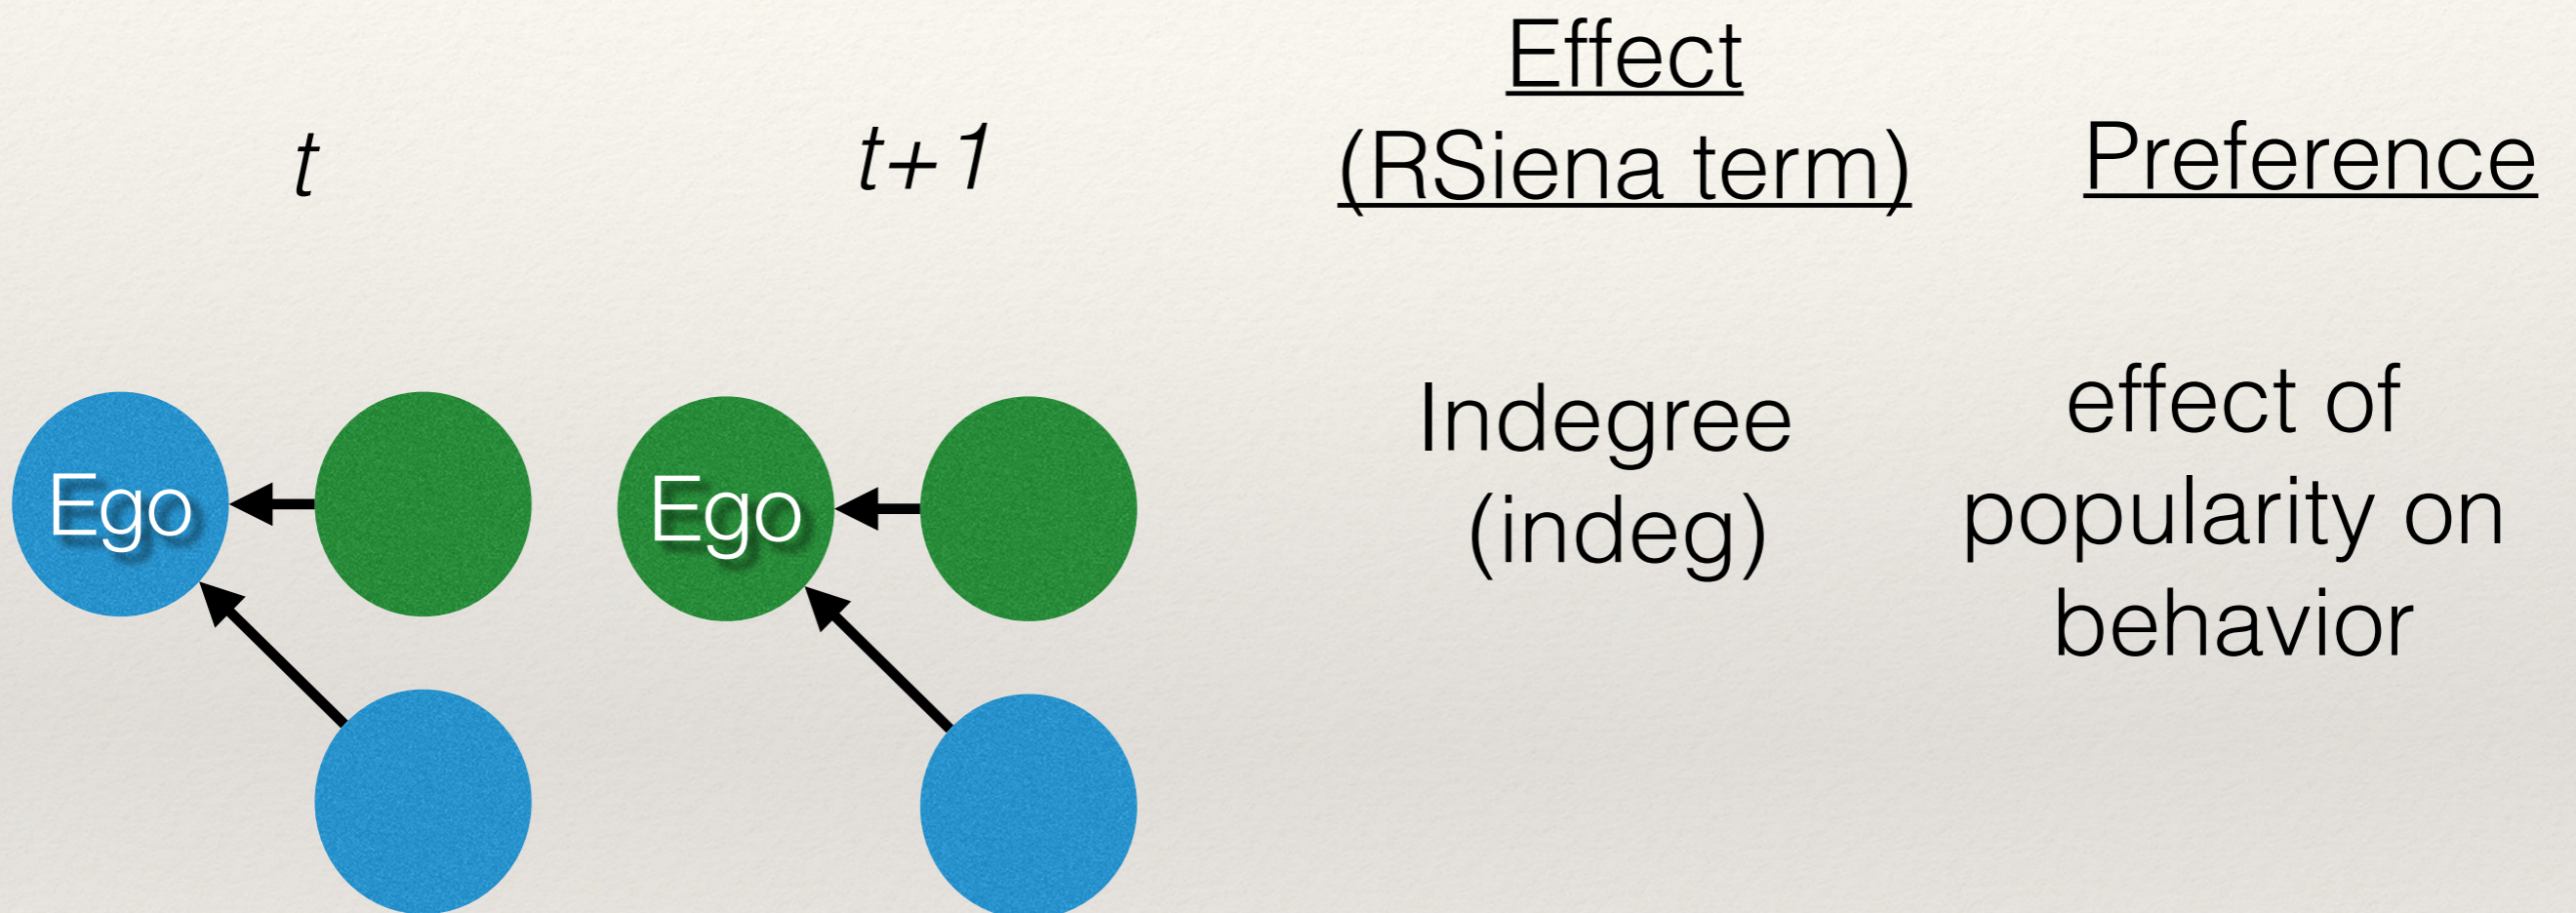 t
t+1
Effect
(RSiena term)
Preference
Ego
Ego
Indegree
(indeg)
effect of
popularity on
behavior